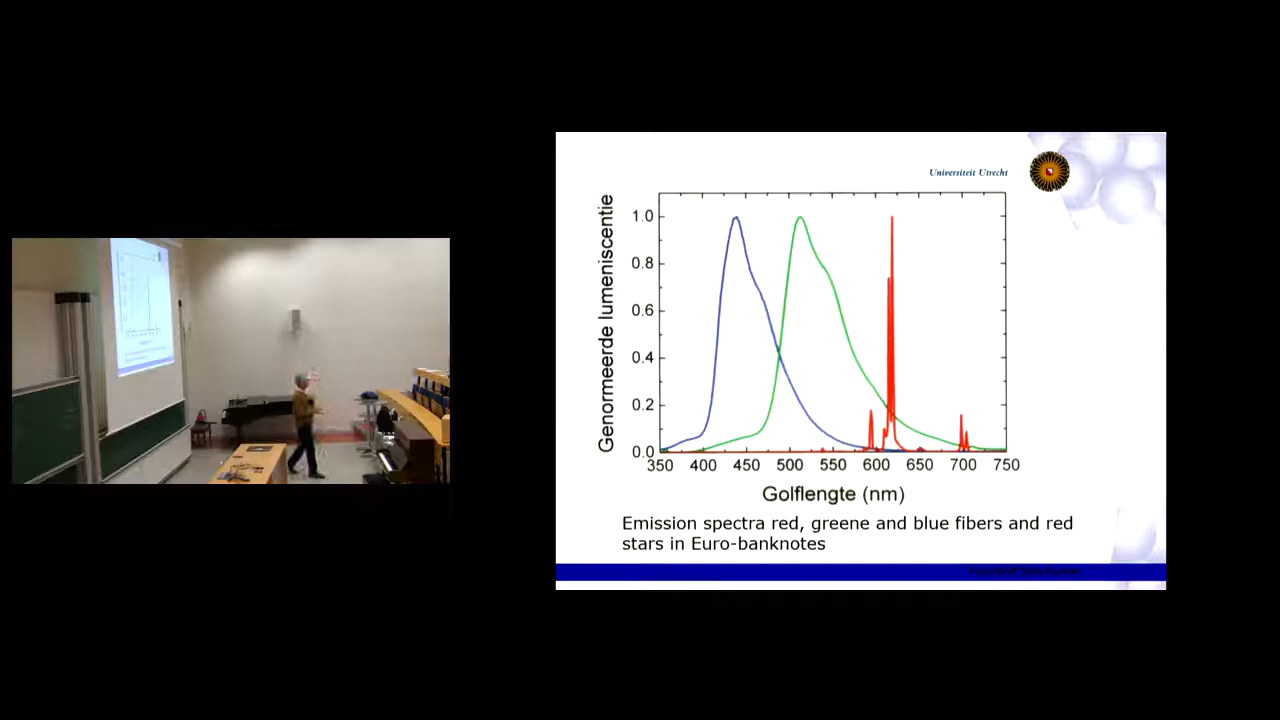 Universiteit Utrecht
Genormeerde lumeniscentie
1.0
0.8
0.6
0.4
0.2
0.0
350 400 450 500 550 600 650 700 750
Golflengte (nm)
Emission spectra red, greene and blue fibers and red
stars in Euro-banknotes